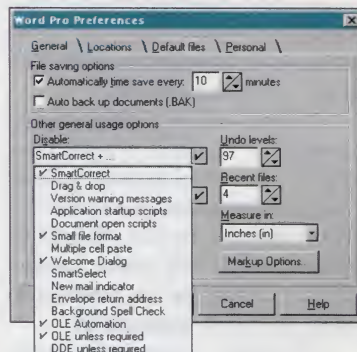 Word Pro Preferences
General \ Locations \ Default files \ Personal \
File saving options
Automatically time save every: 10 minutes
Auto back up documents (.BAK)
Other general usage options
Disable:
SmartCorrect + ...
SmartCorrect
Drag & drop
Version warning messages
Application startup scripts
Document open scripts
Small file format
Multiple cell paste
Welcome Dialog
SmartSelect
New mail indicator
Envelope return address
Background Spell Check
OLE Automation
OLE unless required
DDE unless required
Undo levels:
97
Recent files:
4
Measure in:
Inches (in)
Markup Options...
Cancel Help